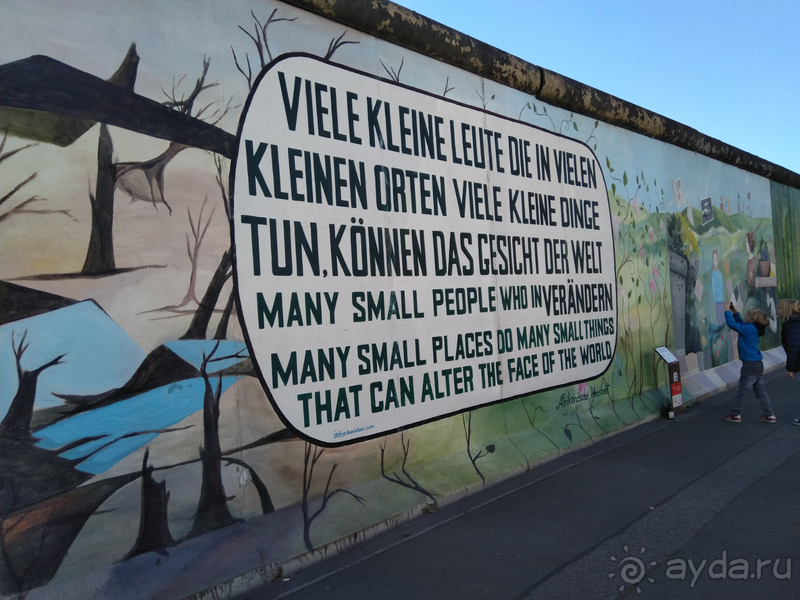 VIELE KLEINE LEUTE DIE IN VIELEN
KLEINEN ORTEN VIELE KLEINE DINGE
TUN, KÖNNEN DAS GESICHT DER WELT
VERÄNDERN
MANY SMALL PEOPLE WHO IN
MANY SMALL PLACES DO MANY SMALL THINGS
THAT CAN ALTER THE FACE OF THE WORLD
Afrikanische Weisheit
ayda.ru